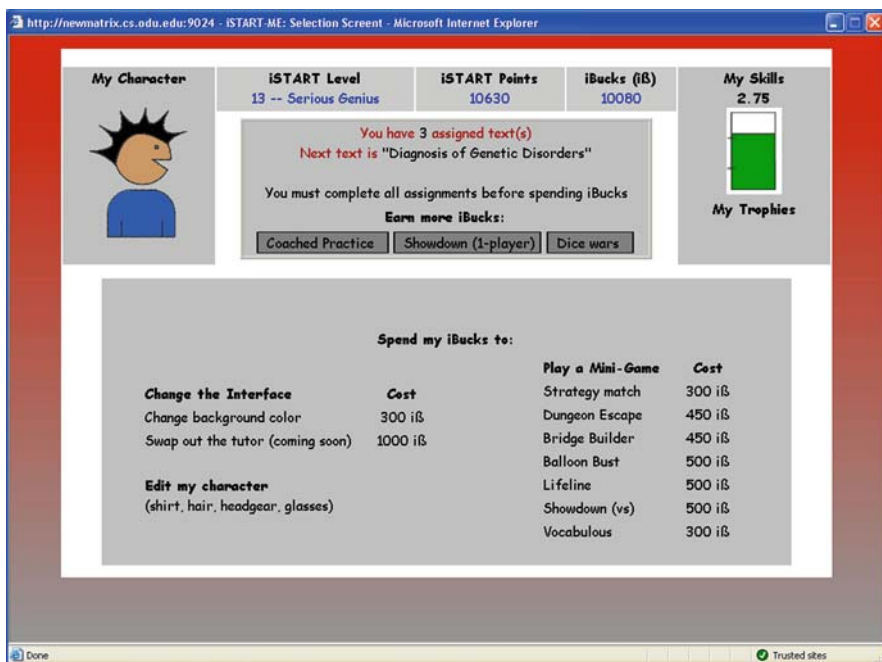 http://newmatrix.cs.odu.edu:9024 - iSTART-ME: Selection Screent - Microsoft Internet Explorer
My Character
iSTART Level
13 -- Serious Genius
iSTART Points
10630
iBucks (iß)
10080
My Skills
2.75
My Trophies
You have 3 assigned text(s)
Next text is "Diagnosis of Genetic Disorders"
You must complete all assignments before spending iBucks
Earn more iBucks:
Coached Practice Showdown (1-player) Dice wars
Spend my iBucks to:
Change the Interface Cost
Change background color 300 iß
Swap out the tutor (coming soon) 1000 iß
Edit my character
(shirt, hair, headgear, glasses)
Play a Mini-Game Cost
Strategy match 300 iß
Dungeon Escape 450 iß
Bridge Builder 450 iß
Balloon Bust 500 iß
Lifeline 500 iß
Showdown (vs) 500 iß
Vocabulous 300 iß
Done Trusted sites